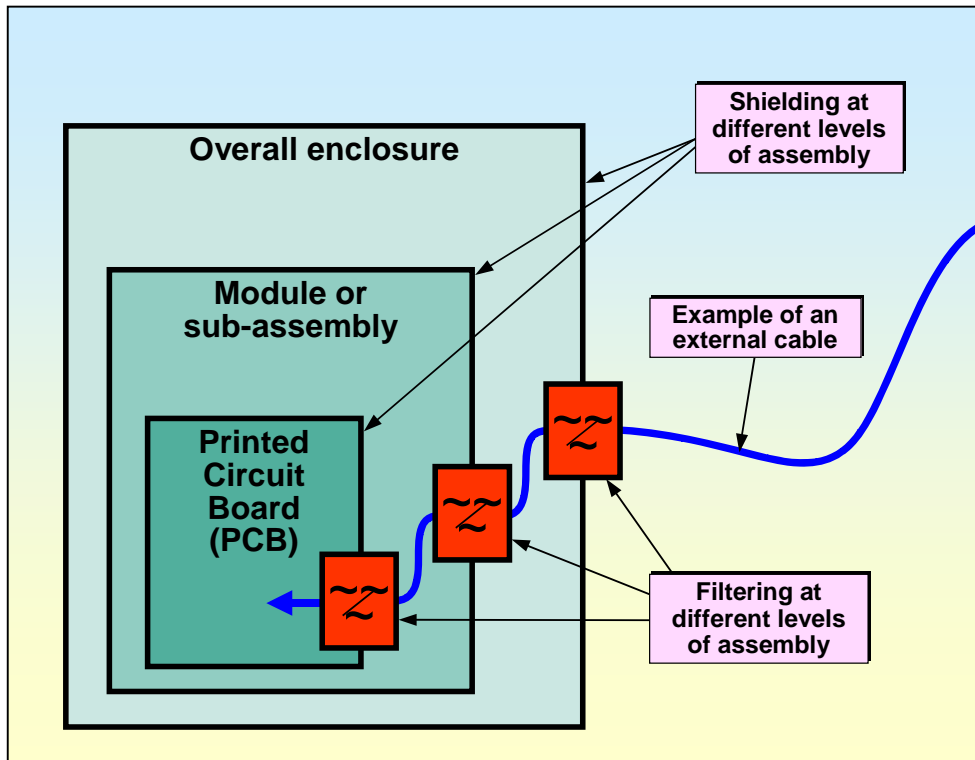 Shielding at
different levels
of assembly
Overall enclosure
Module or
sub-assembly
Example of an
external cable
Printed
Circuit
Board
(PCB)
Filtering at
different levels
of assembly